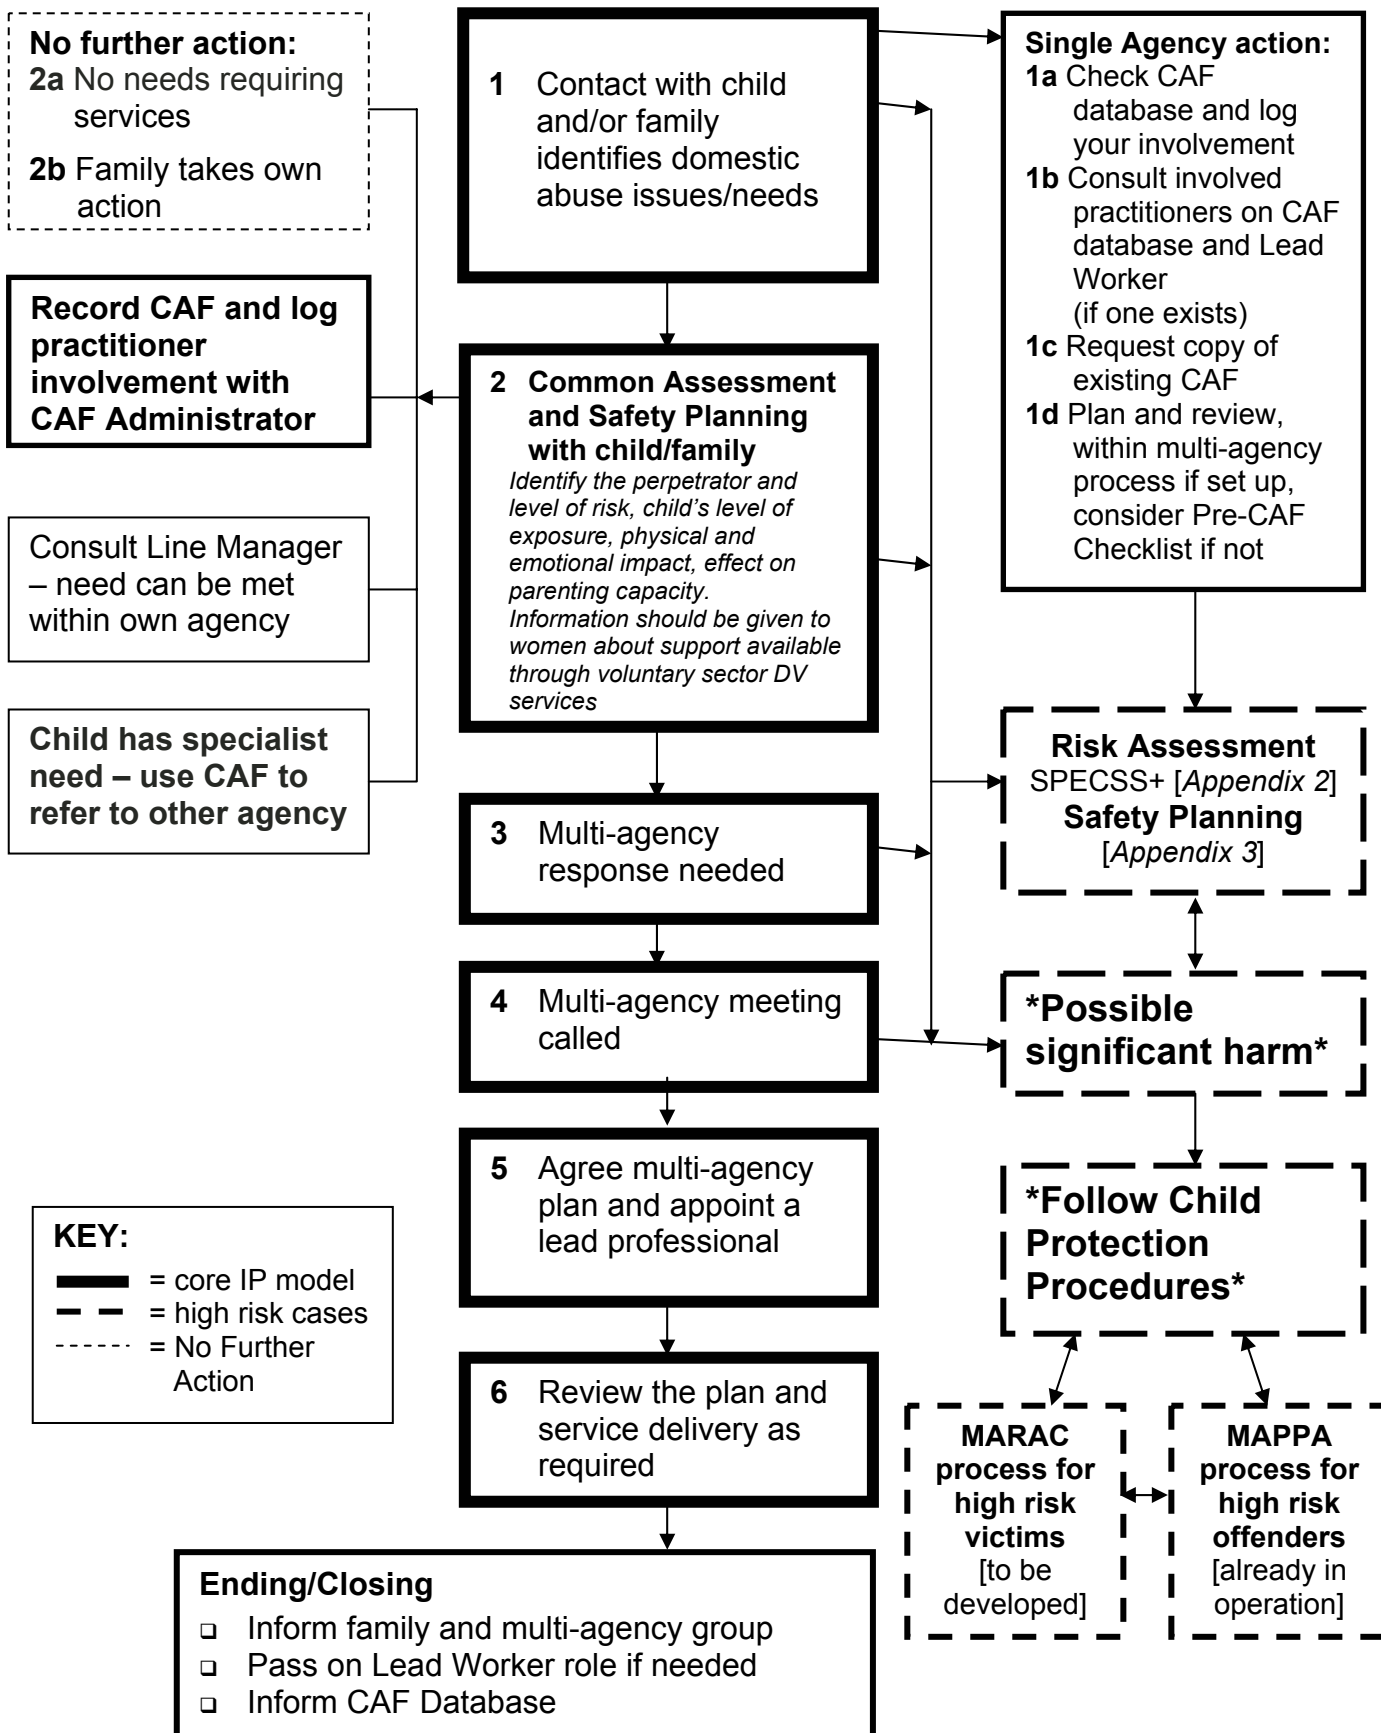 No further action:
2a No needs requiring
services
2b Family takes own
action
Record CAF and log
practitioner
involvement with
CAF Administrator
Consult Line Manager
– need can be met
within own agency
Child has specialist
need – use CAF to
refer to other agency
KEY:
= core IP model
= high risk cases
= No Further
Action
1 Contact with child
and/or family
identifies domestic
abuse issues/needs
2 Common Assessment
and Safety Planning
with child/family
Identify the perpetrator and
level of risk, child’s level of
exposure, physical and
emotional impact, effect on
parenting capacity.
Information should be given to
women about support available
through voluntary sector DV
services
3 Multi-agency
response needed
4 Multi-agency meeting
called
5 Agree multi-agency
plan and appoint a
lead professional
6 Review the plan and
service delivery as
required
Ending/Closing
❑ Inform family and multi-agency group
❑ Pass on Lead Worker role if needed
❑ Inform CAF Database
Single Agency action:
1a Check CAF
database and log
your involvement
1b Consult involved
practitioners on CAF
database and Lead
Worker
(if one exists)
1c Request copy of
existing CAF
1d Plan and review,
within multi-agency
process if set up,
consider Pre-CAF
Checklist if not
Risk Assessment
SPECSS+ [Appendix 2]
Safety Planning
[Appendix 3]
*Possible
significant harm*
*Follow Child
Protection
Procedures*
MARAC
process for
high risk
victims
[to be
developed]
MAPPA
process for
high risk
offenders
[already in
operation]